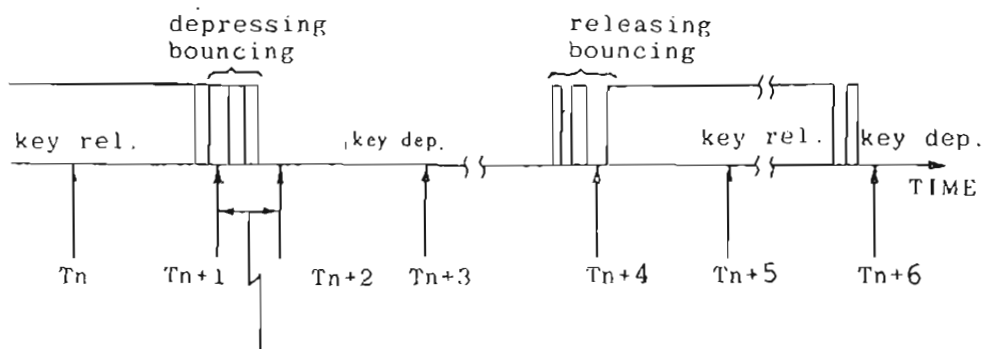 depressing
bouncing
releasing
bouncing
key rel.
key dep.
key rel.
key dep.
TIME
Tn
Tn+1
Tn+2
Tn+3
Tn+4
Tn+5
Tn+6